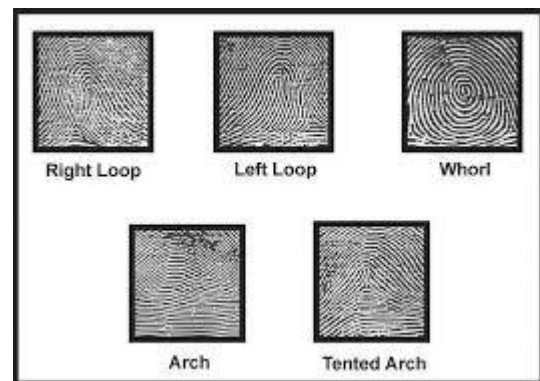 Right Loop
Left Loop
Whorl
Arch
Tented Arch